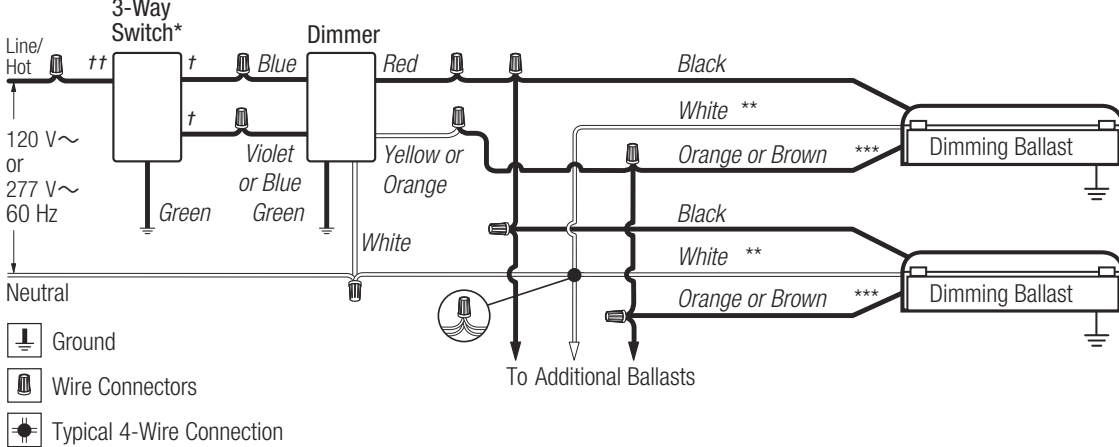 3-Way
Switch*
Dimmer
Line/
Hot
††
†
Blue
Red
Black
White **
†
120 V~
or
277 V~
60 Hz
Violet
or Blue
Green
Yellow or
Orange
Orange or Brown ***
Dimming Ballast
Green
Black
White
White **
Neutral
Orange or Brown ***
Dimming Ballast
Ground
To Additional Ballasts
Wire Connectors
Typical 4-Wire Connection